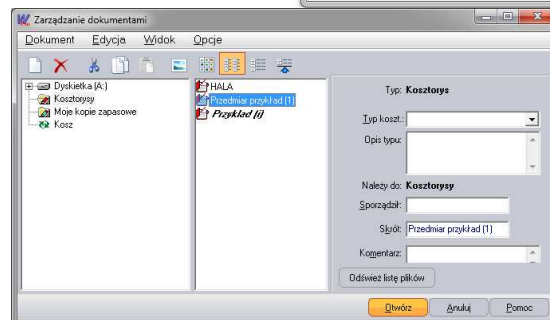 Zarządzanie dokumentami
Dokument Edycja Widok Opcje
Dyskietka (A:)
Kosztorysy
Moje kopie zapasowe
Kosz
HALA
Przedmiar przykład (1)
Przykład (i)
Typ: Kosztorys
Typ koszt.:
Opis typu:
Należy do: Kosztorysy
Sporządził:
Skrót: Przedmiar przykład (1)
Komentarz:
Odśwież listę plików
Otwórz Anuluj Pomoc